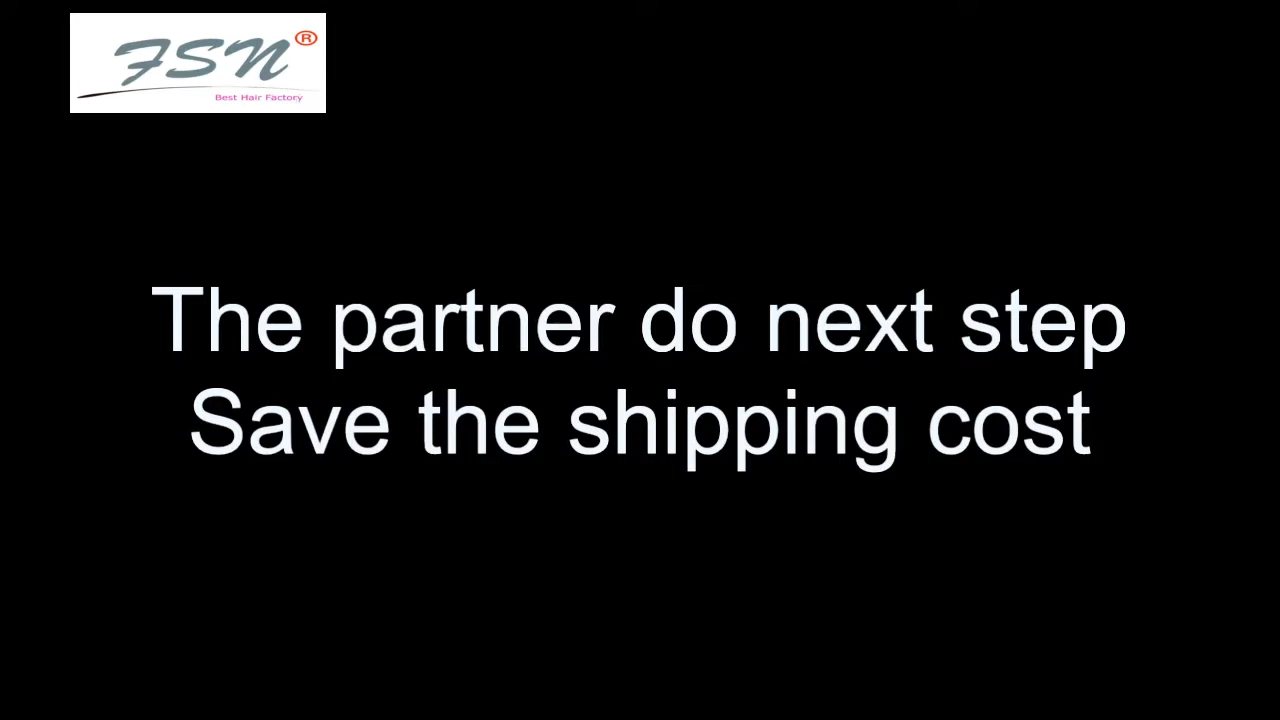 FSN®
Best Hair Factory
The partner do next step
Save the shipping cost